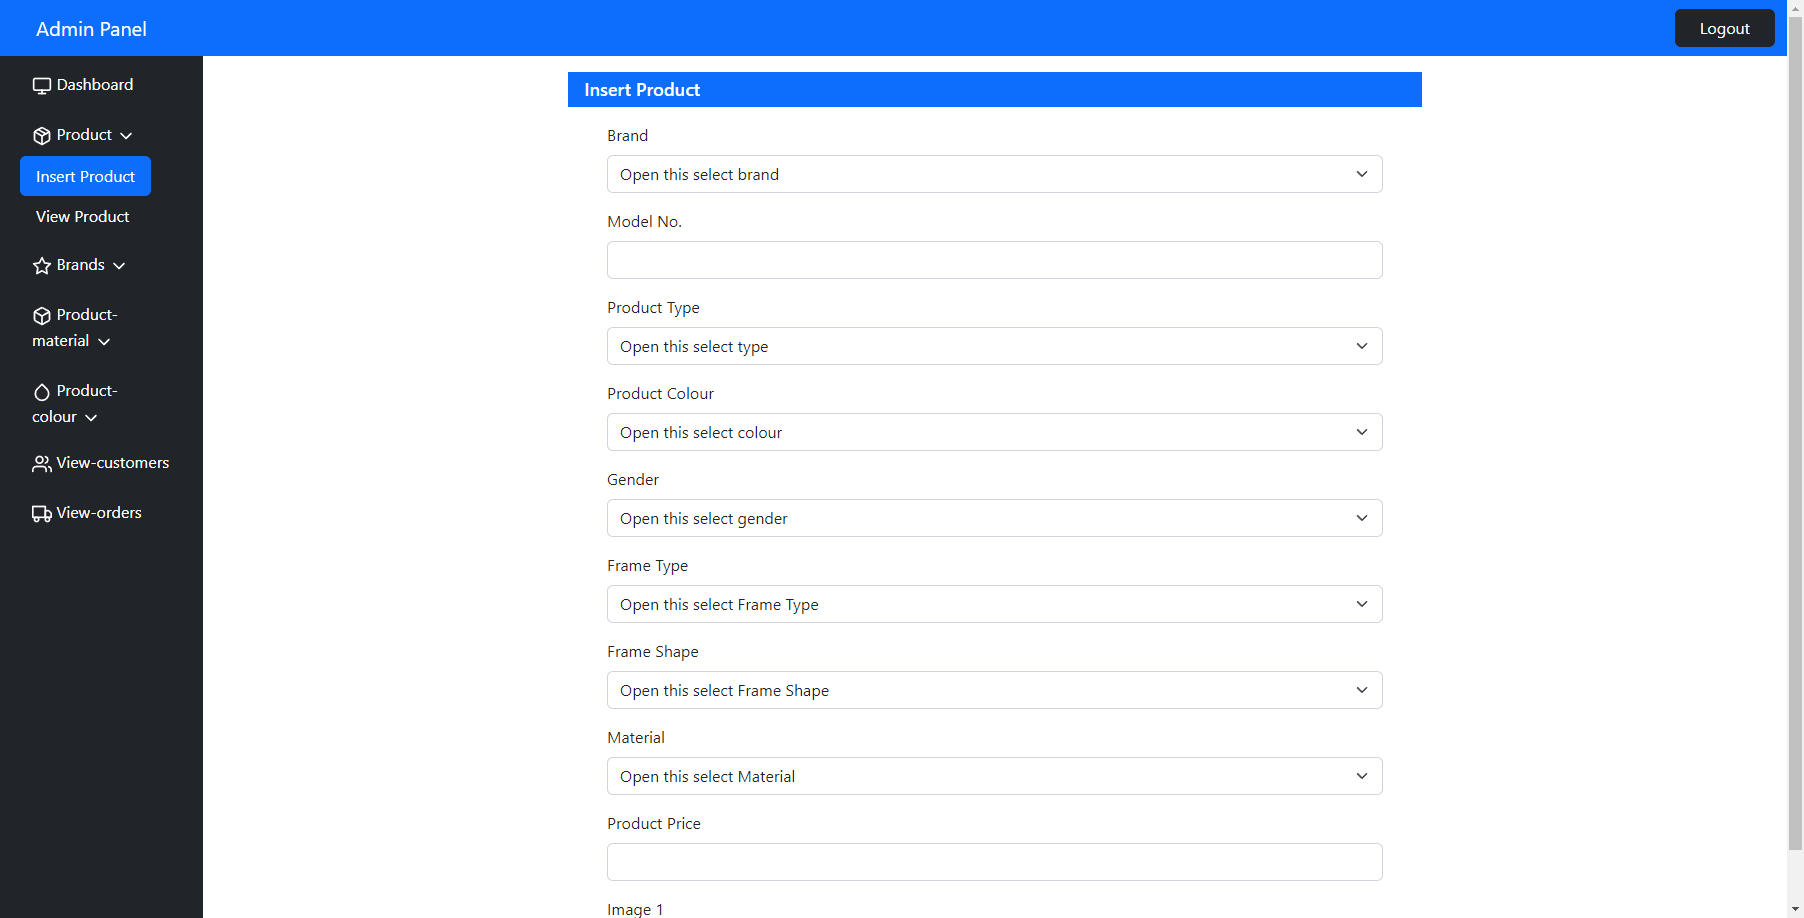 Admin Panel
Logout
Dashboard
Product
Insert Product
View Product
Brands
Product-
material
Product-
colour
View-customers
View-orders
Insert Product
Brand
Open this select brand
Model No.
Product Type
Open this select type
Product Colour
Open this select colour
Gender
Open this select gender
Frame Type
Open this select Frame Type
Frame Shape
Open this select Frame Shape
Material
Open this select Material
Product Price
Image 1